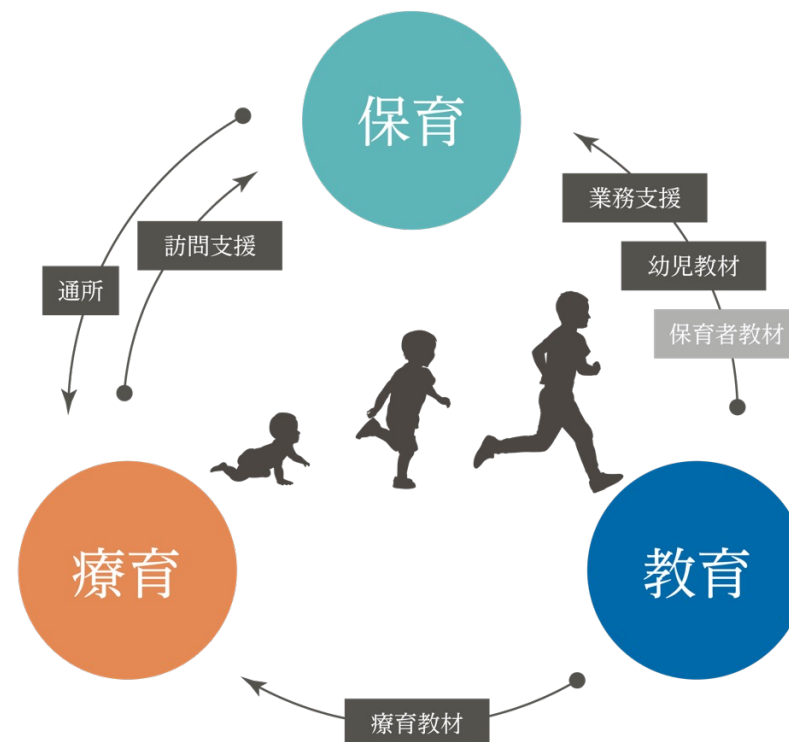 保育
業務支援
訪問支援
幼児教材
通所
保育者教材
療育
教育
療育教材